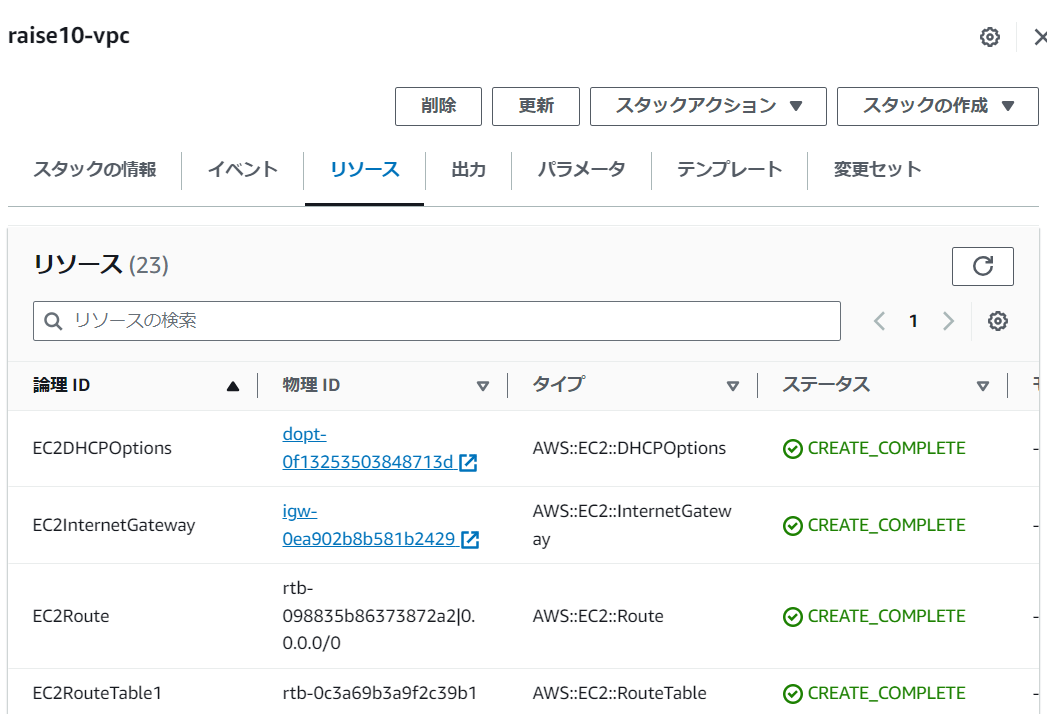 raise10-vpc
削除 更新 スタックアクション ▼ スタックの作成 ▼
スタックの情報 イベント リソース 出力 パラメータ テンプレート 変更セット
リソース (23)
リソースの検索 1
論理 ID ▲ 物理 ID ▽ タイプ ▽ ステータス ▽
EC2DHCPOptions
dopt-
0f13253503848713d
AWS::EC2::DHCPOptions
CREATE_COMPLETE -
EC2InternetGateway
igw-
0ea902b8b581b2429
AWS::EC2::InternetGatew
ay
CREATE_COMPLETE -
EC2Route
rtb-
098835b86373872a2|0.
0.0.0/0
AWS::EC2::Route
CREATE_COMPLETE -
EC2RouteTable1 rtb-0c3a69b3a9f2c39b1 AWS::EC2::RouteTable CREATE_COMPLETE -